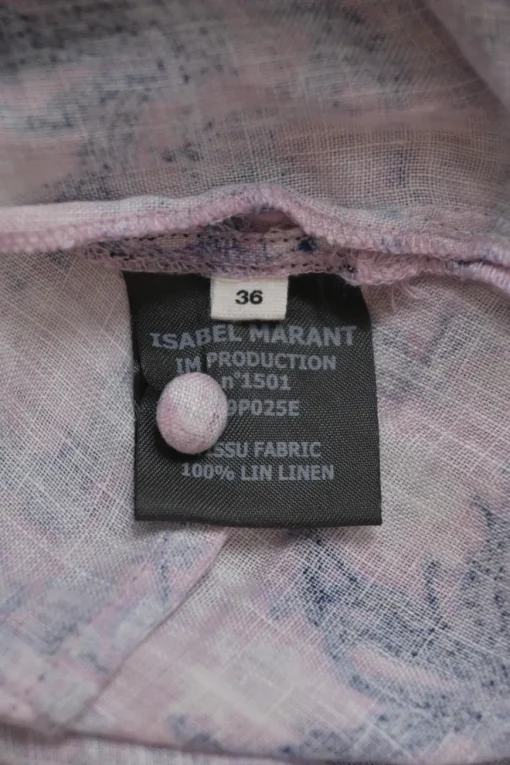 36
ISABEL MARANT
IM PRODUCTION
n°1501
9P025E
SSU FABRIC
100% LIN LINEN